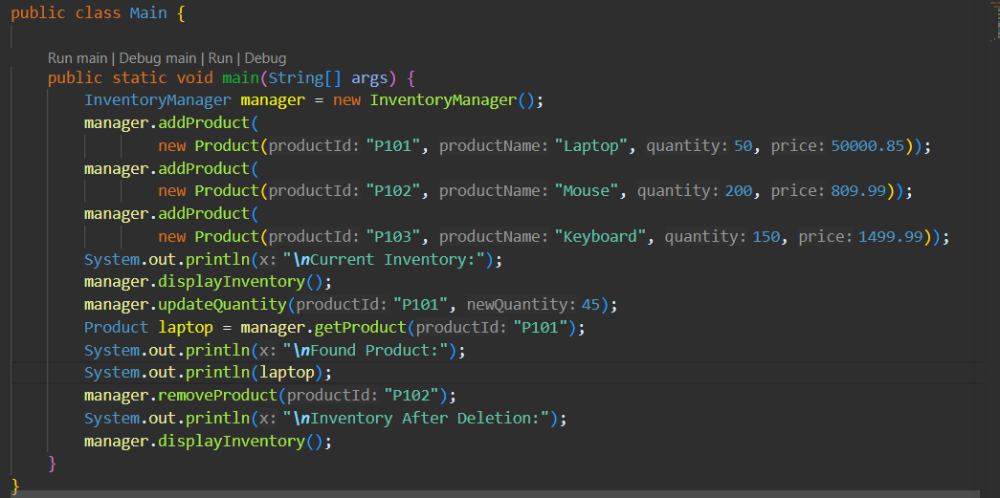 public class Main {
Run main | Debug main | Run | Debug
public static void main(String[] args) {
InventoryManager manager = new InventoryManager();
manager.addProduct(
new Product(productId: "P101", productName: "Laptop", quantity: 50, price: 50000.85));
manager.addProduct(
new Product(productId: "P102", productName: "Mouse", quantity: 200, price: 809.99));
manager.addProduct(
new Product(productId: "P103", productName: "Keyboard", quantity: 150, price: 1499.99));
System.out.println(x: "\nCurrent Inventory:");
manager.displayInventory();
manager.updateQuantity(productId: "P101", newQuantity: 45);
Product laptop = manager.getProduct(productId: "P101");
System.out.println(x: "\nFound Product:");
System.out.println(laptop);
manager.removeProduct(productId: "P102");
System.out.println(x: "\nInventory After Deletion:");
manager.displayInventory();
}
}